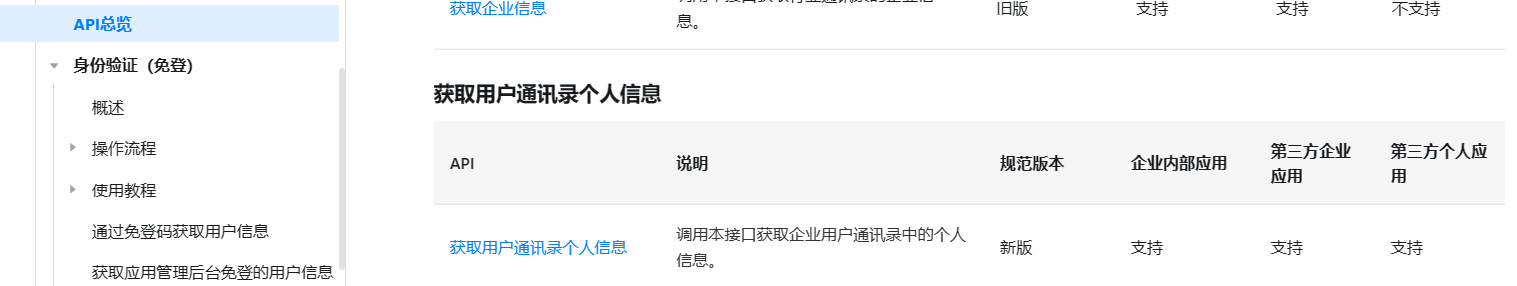 API总览
身份验证（免登）
概述
操作流程
使用教程
通过免登码获取用户信息
获取应用管理后台免登的用户信息
获取企业信息
息。
旧版
支持
支持
不支持
获取用户通讯录个人信息
API
说明
规范版本
企业内部应用
第三方企业
应用
第三方个人应
用
获取用户通讯录个人信息
调用本接口获取企业用户通讯录中的个人
信息。
新版
支持
支持
支持